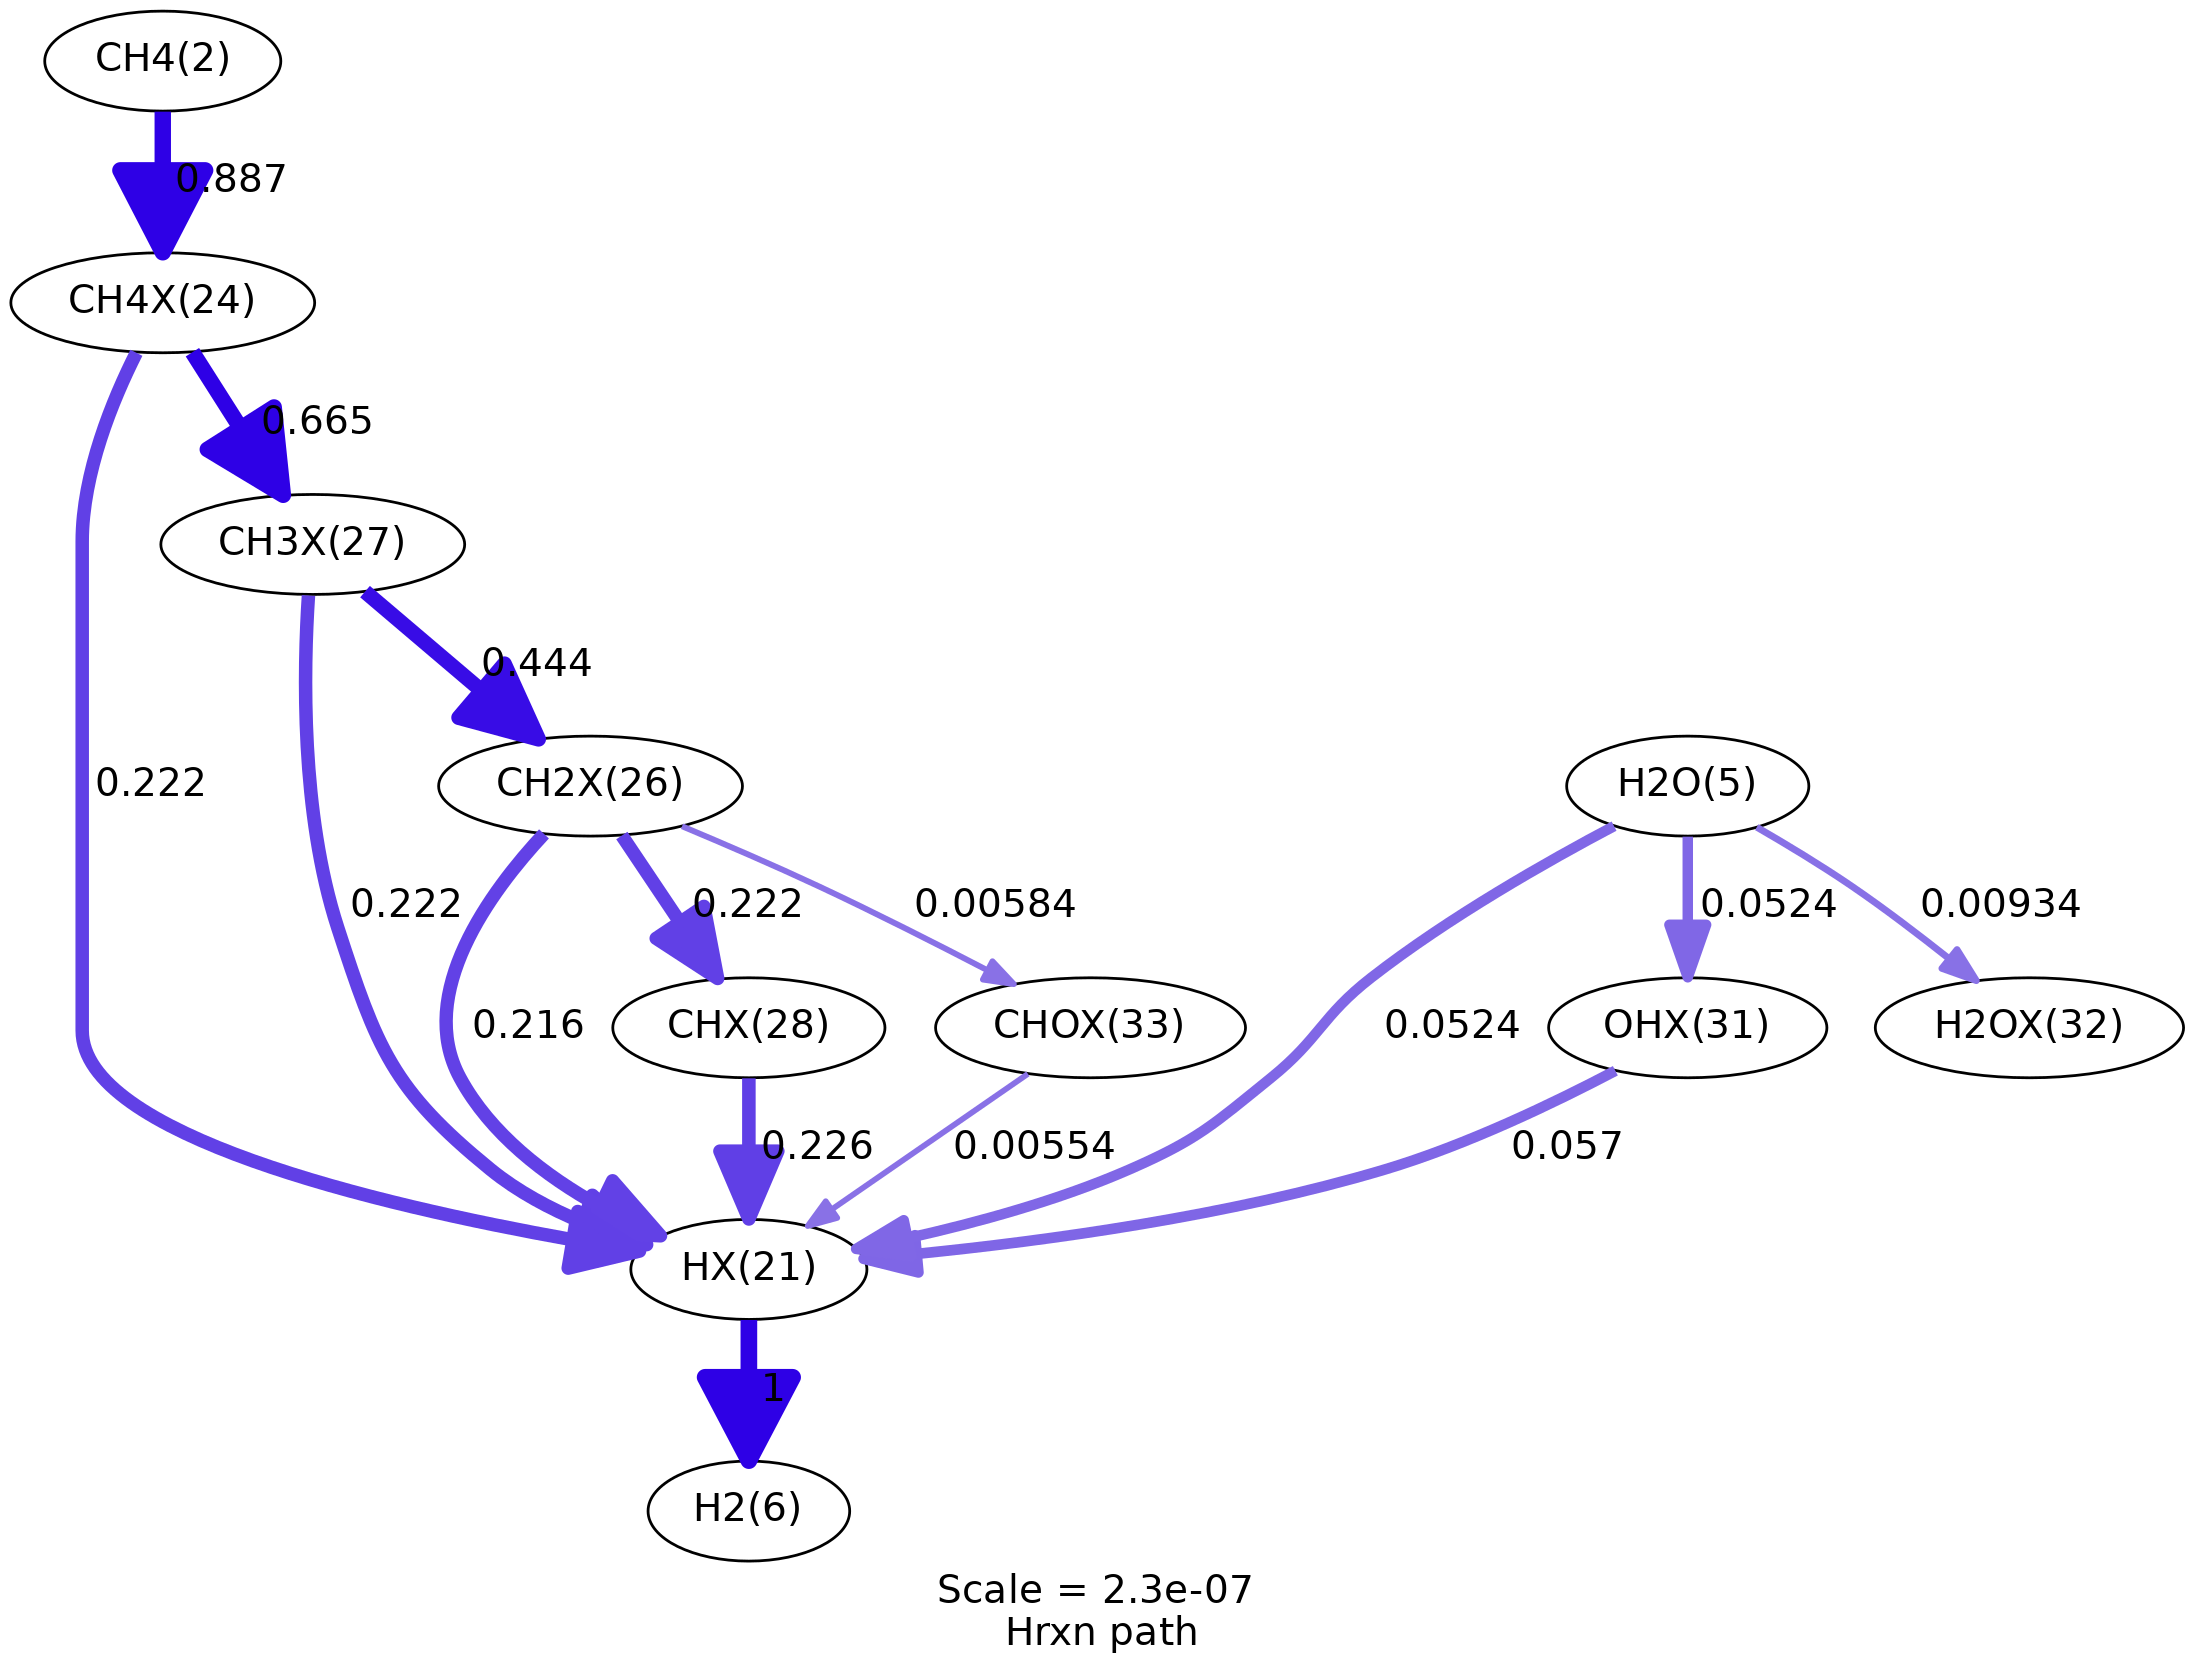 CH4(2)
0.887
CH4X(24)
0.665
CH3X(27)
0.444
0.222
CH2X(26)
H2O(5)
0.222
0.222
0.00584
0.0524
0.00934
0.216
CHX(28)
CHOX(33)
0.0524
OHX(31)
H2OX(32)
0.226
0.00554
0.057
HX(21)
1
H2(6)
Scale = 2.3e-07
Hrxn path